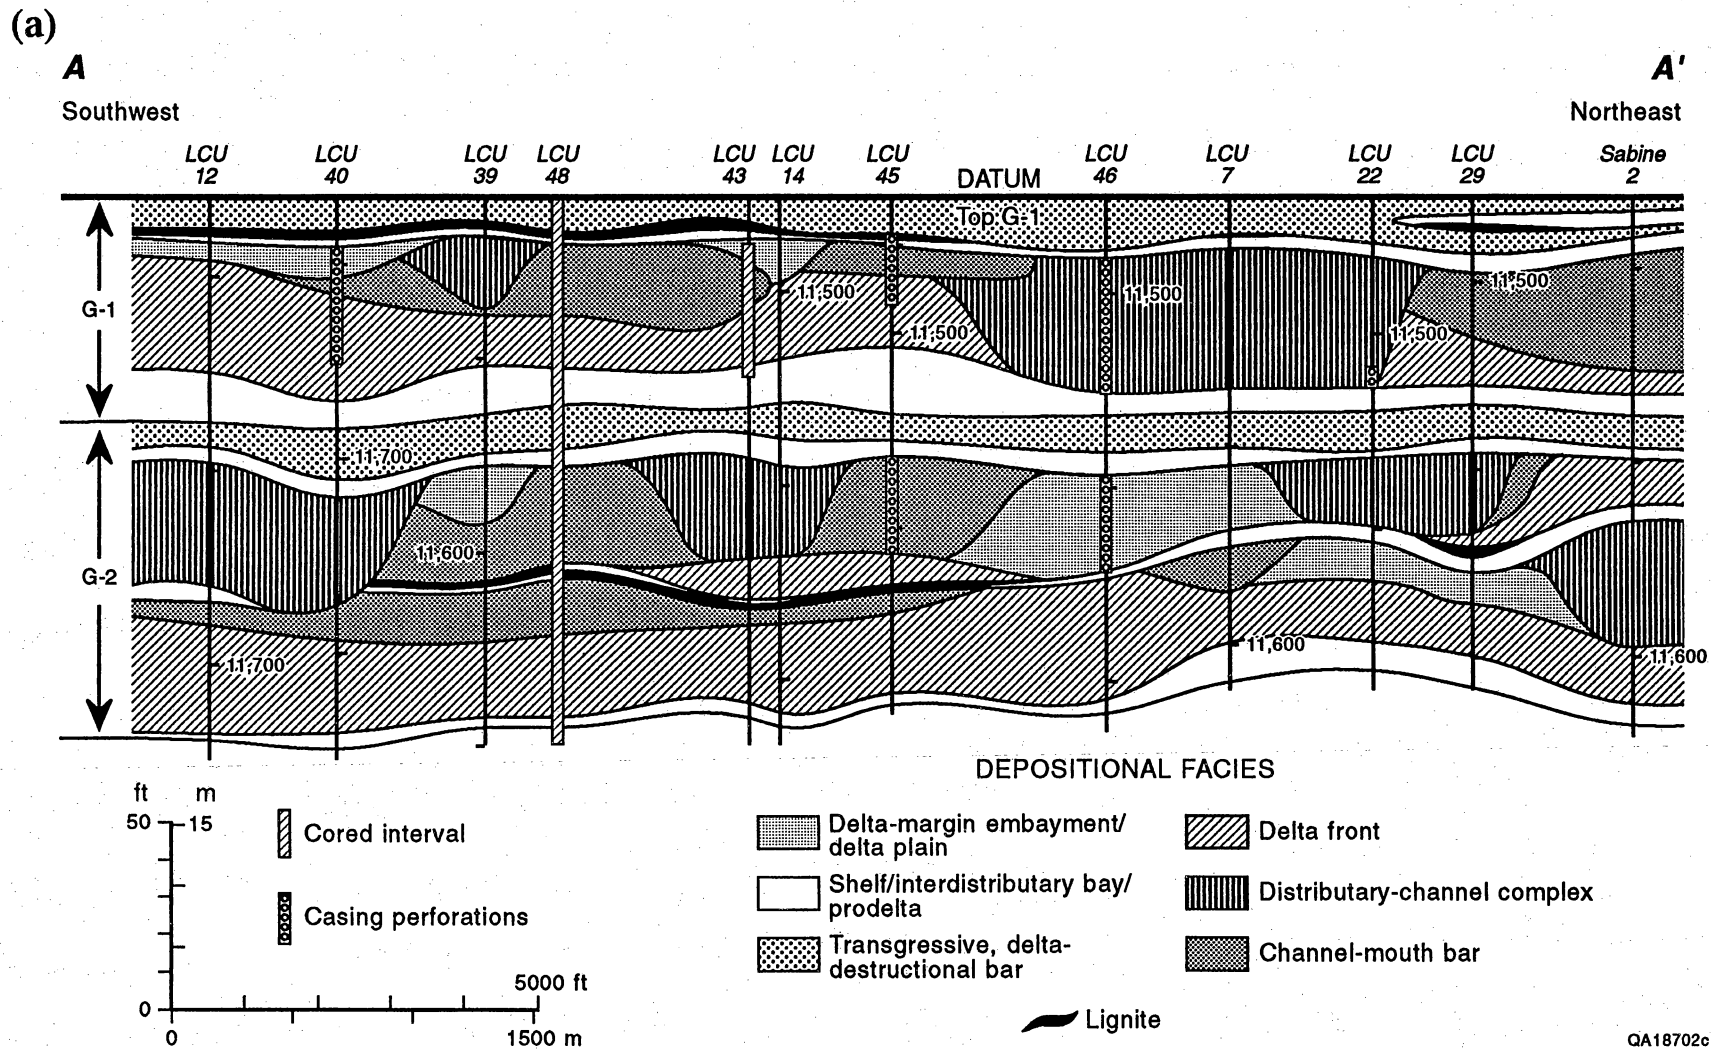 (a)
A A'
Southwest Northeast
LCU LCU LCU LCU LCU LCU LCU LCU LCU LCU LCU Sabine
12 40 39 48 43 14 45 DATUM 46 7 22 29 2
Top G-1
G-1
11,500
11,500
11,500
11,500
11,500
11,700
G-2
11,600
11,700
11,600
11,600
DEPOSITIONAL FACIES
ft m
50 15
0
5000 ft
0 1500 m
Cored interval
Casing perforations
Delta-margin embayment/
delta plain
Shelf/interdistributary bay/
prodelta
Transgressive, delta-
destructional bar
Delta front
Distributary-channel complex
Channel-mouth bar
Lignite
QA18702c